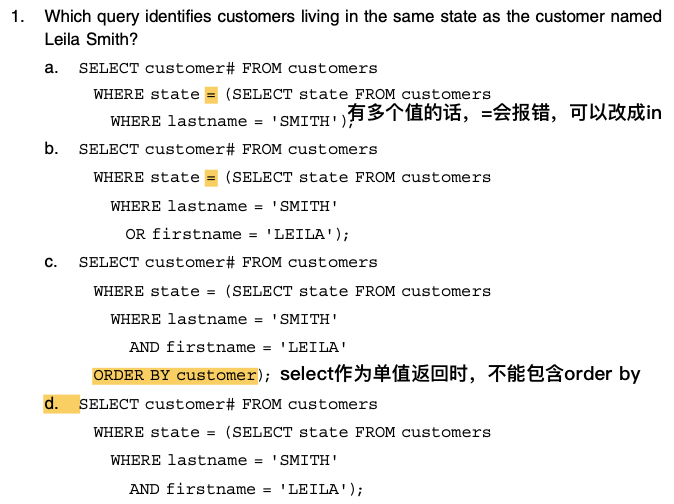 1. Which query identifies customers living in the same state as the customer named
Leila Smith?
a. SELECT customer# FROM customers
WHERE state = (SELECT state FROM customers
WHERE lastname = 'SMITH'); 有多个值的话，=会报错，可以改成in
b. SELECT customer# FROM customers
WHERE state = (SELECT state FROM customers
WHERE lastname = 'SMITH'
OR firstname = 'LEILA');
c. SELECT customer# FROM customers
WHERE state = (SELECT state FROM customers
WHERE lastname = 'SMITH'
AND firstname = 'LEILA'
ORDER BY customer); select作为单值返回时，不能包含order by
d. SELECT customer# FROM customers
WHERE state = (SELECT state FROM customers
WHERE lastname = 'SMITH'
AND firstname = 'LEILA');